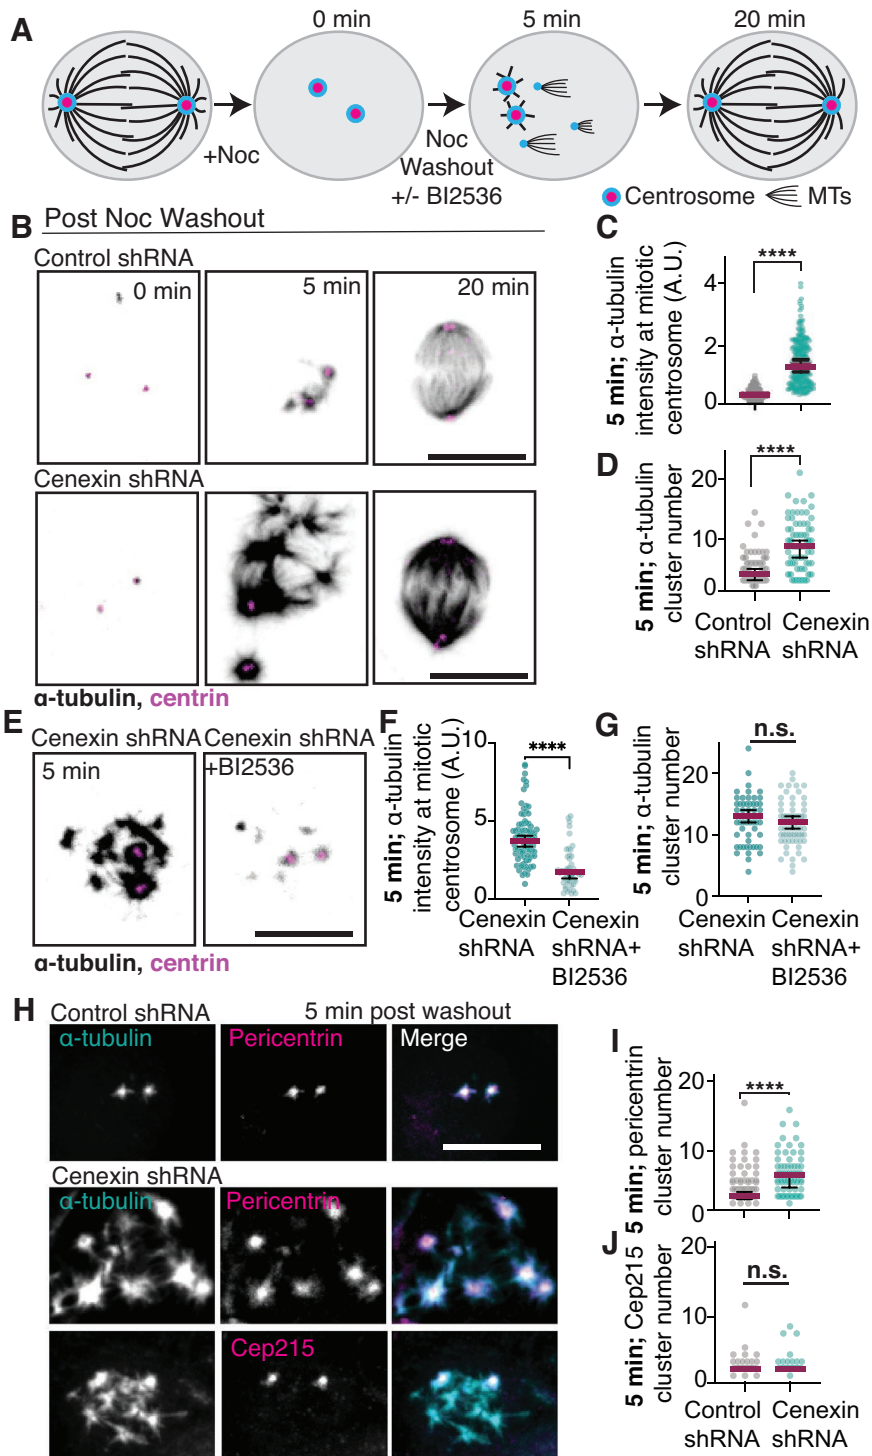 A
0 min
5 min
20 min
+Noc
Noc
Washout
+/- BI2536
Centrosome
MTs
B
Post Noc Washout
Control shRNA
0 min
5 min
20 min
Cenexin shRNA
α-tubulin, centrin
C
5 min; α-tubulin
intensity at mitotic
centrosome (A.U.)
4
2
0
****
D
5 min; α-tubulin
cluster number
20
10
0
****
Control
shRNA
Cenexin
shRNA
E
Cenexin shRNA
5 min
Cenexin shRNA
+BI2536
α-tubulin, centrin
F
5 min; α-tubulin
intensity at mitotic
centrosome (A.U.)
10
5
0
****
Cenexin
shRNA
Cenexin
shRNA+
BI2536
G
5 min; α-tubulin
cluster number
20
10
0
n.s.
Cenexin
shRNA
Cenexin
shRNA+
BI2536
H
Control shRNA
5 min post washout
α-tubulin
Pericentrin
Merge
Cenexin shRNA
α-tubulin
Pericentrin
Cep215
I
5 min; pericentrin
cluster number
20
10
0
****
J
5 min; Cep215
cluster number
20
10
0
n.s.
Control
shRNA
Cenexin
shRNA